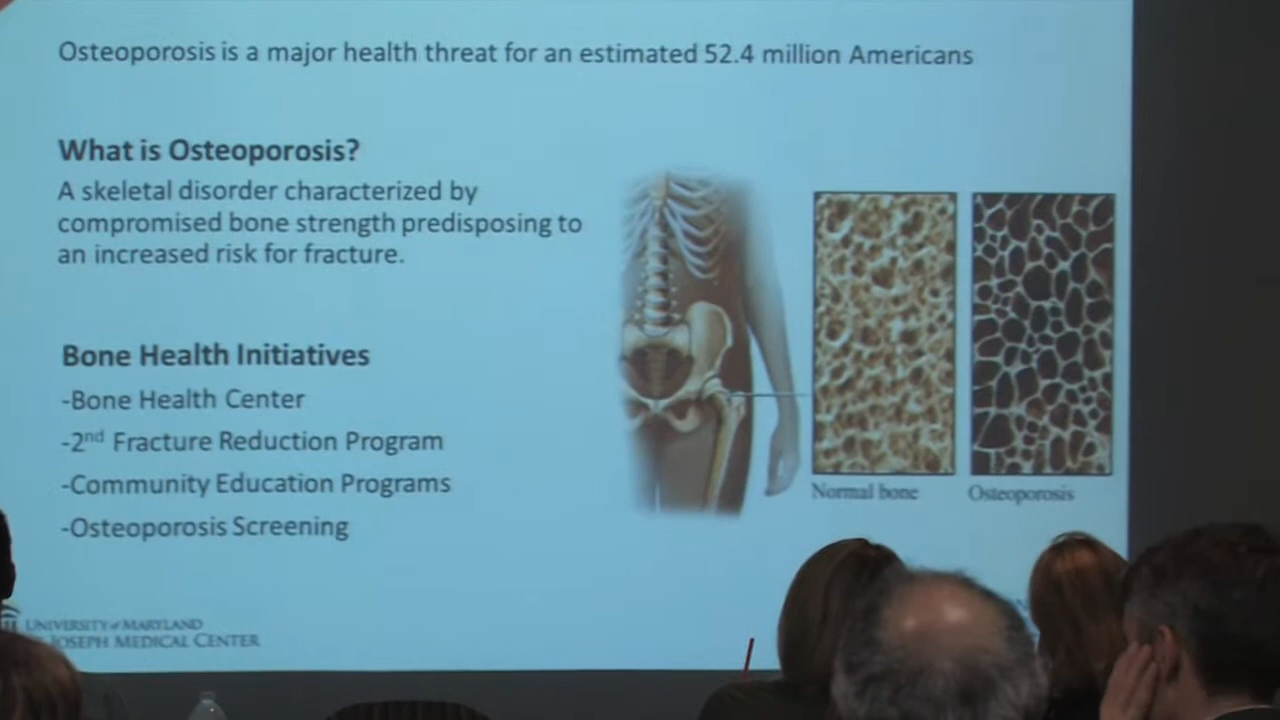 Osteoporosis is a major health threat for an estimated 52.4 million Americans
What is Osteoporosis?
A skeletal disorder characterized by
compromised bone strength predisposing to
an increased risk for fracture.
Bone Health Initiatives
-Bone Health Center
-2nd Fracture Reduction Program
-Community Education Programs
-Osteoporosis Screening
Normal bone
Osteoporosis
UNIVERSITY of MARYLAND
JOSEPH MEDICAL CENTER